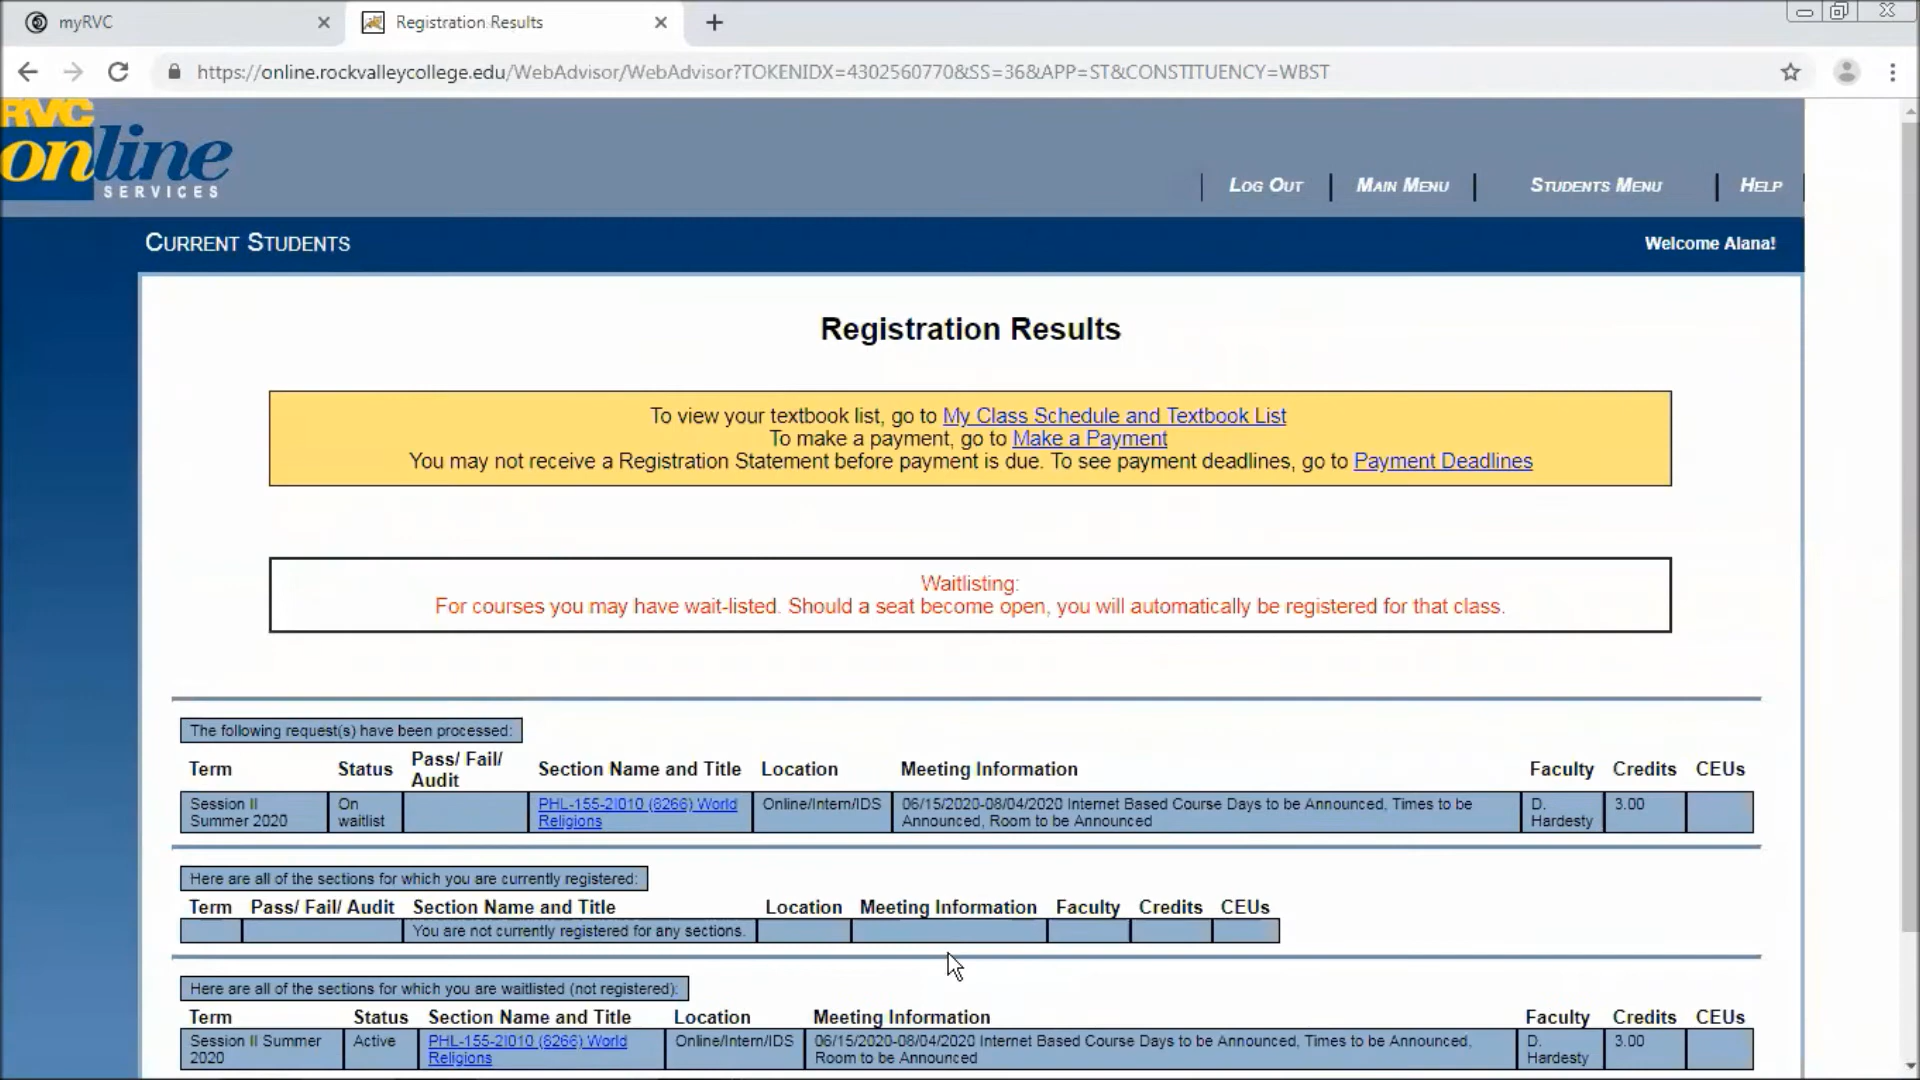 myRVC
Registration Results
https://online.rockvalleycollege.edu/WebAdvisor/WebAdvisor?TOKENIDX=4302560770&SS=36&APP=ST&CONSTITUENCY=WBST
RVC
online
SERVICES
LOG OUT MAIN MENU STUDENTS MENU HELP
CURRENT STUDENTS Welcome Alana!
Registration Results
To view your textbook list, go to My Class Schedule and Textbook List
To make a payment, go to Make a Payment
You may not receive a Registration Statement before payment is due. To see payment deadlines, go to Payment Deadlines
Waitlisting:
For courses you may have wait-listed. Should a seat become open, you will automatically be registered for that class.
The following request(s) have been processed:
Term Status Pass/ Fail/ Audit Section Name and Title Location Meeting Information Faculty Credits CEUs
Session II On PHL-155-2I010 (6266) World Online/Intern/IDS 06/15/2020-08/04/2020 Internet Based Course Days to be Announced, Times to be D. 3.00
Summer 2020 waitlist Religions Announced, Room to be Announced Hardesty
Here are all of the sections for which you are currently registered:
Term Pass/ Fail/ Audit Section Name and Title Location Meeting Information Faculty Credits CEUs
You are not currently registered for any sections.
Here are all of the sections for which you are waitlisted (not registered):
Term Status Section Name and Title Location Meeting Information Faculty Credits CEUs
Session II Summer Active PHL-155-2I010 (6266) World Online/Intern/IDS 06/15/2020-08/04/2020 Internet Based Course Days to be Announced, Times to be Announced, D. 3.00
2020 Religions Room to be Announced Hardesty